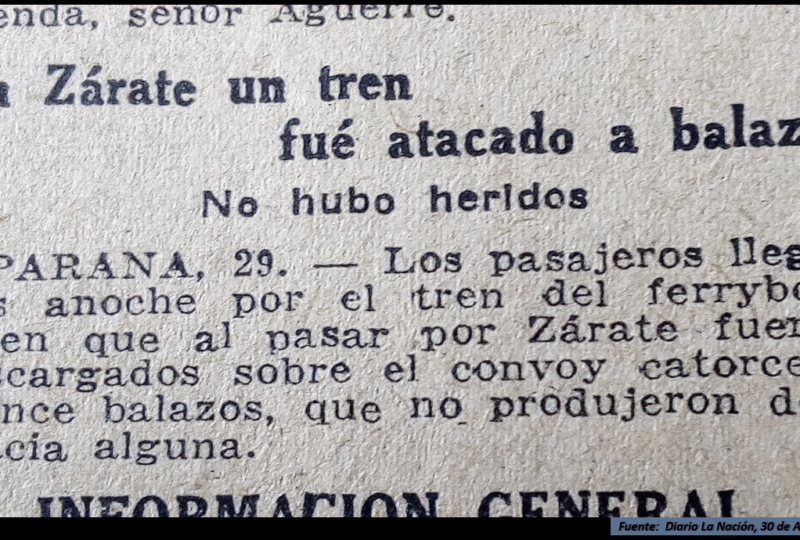 enda, señor Aguerre.
n Zárate un tren
fué atacado a balaz
No hubo heridos
PARANA, 29. — Los pasajeros lleg
s anoche por el tren del ferrybo
en que al pasar por Zárate fuer
scargados sobre el convoy catorce
nce balazos, que no produjeron d
cia alguna.
INFORMACION GENERAL
Fuente: Diario La Nación, 30 de A